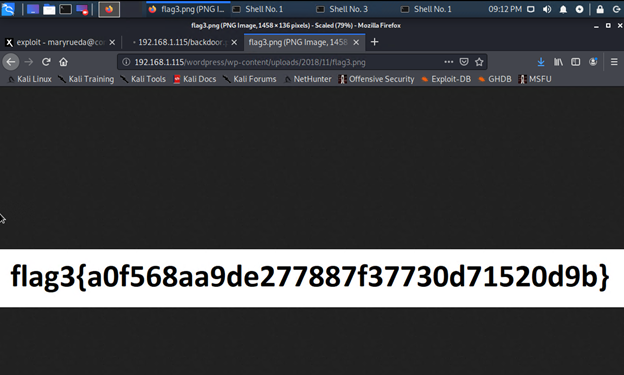 flag3.png (PNG I... Shell No. 1 Shell No. 3 Shell No. 1 09:12 PM
flag3.png (PNG Image, 1458 × 136 pixels) - Scaled (79%) - Mozilla Firefox
exploit - maryrueda@co 192.168.1.115/backdoor. flag3.png (PNG Image, 1458
192.168.1.115/wordpress/wp-content/uploads/2018/11/flag3.png
Kali Linux Kali Training Kali Tools Kali Docs Kali Forums NetHunter Offensive Security Exploit-DB GHDB MSFU
flag3{a0f568aa9de277887f37730d71520d9b}